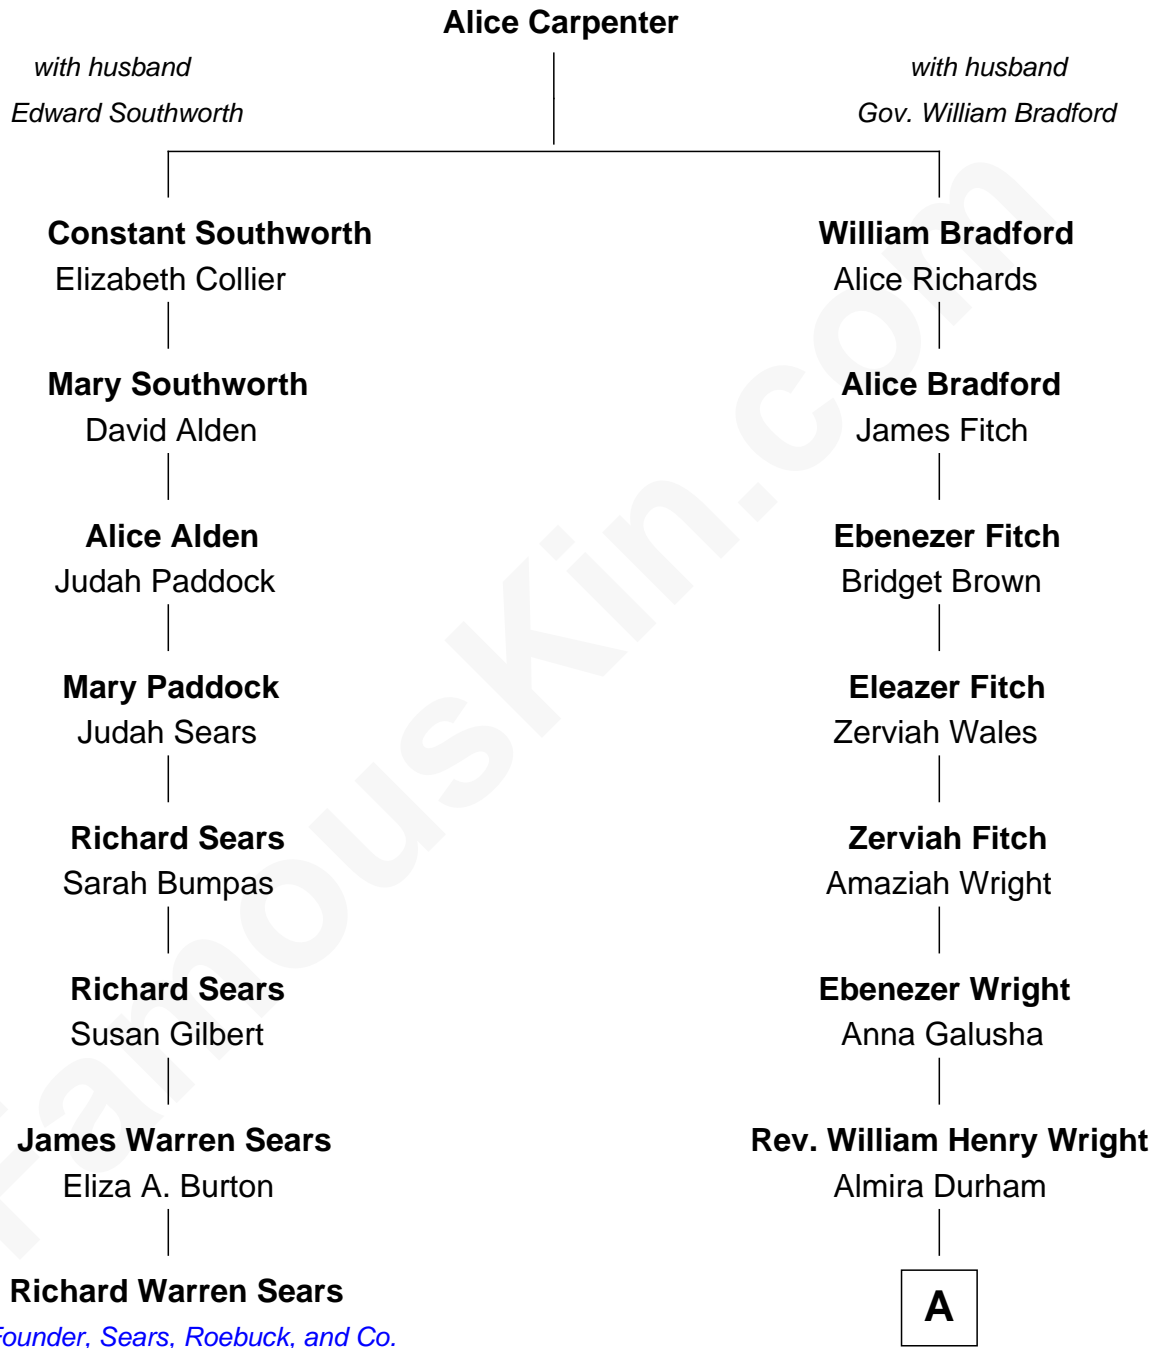 Alice Carpenter
with husband
Edward Southworth
with husband
Gov. William Bradford
Constant Southworth
Elizabeth Collier
William Bradford
Alice Richards
Mary Southworth
David Alden
Alice Bradford
James Fitch
Alice Alden
Judah Paddock
Ebenezer Fitch
Bridget Brown
Mary Paddock
Judah Sears
Eleazer Fitch
Zerviah Wales
Richard Sears
Sarah Bumpas
Zerviah Fitch
Amaziah Wright
Richard Sears
Susan Gilbert
Ebenezer Wright
Anna Galusha
James Warren Sears
Eliza A. Burton
Rev. William Henry Wright
Almira Durham
Richard Warren Sears
Founder, Sears, Roebuck, and Co.
A
FamousKin.com